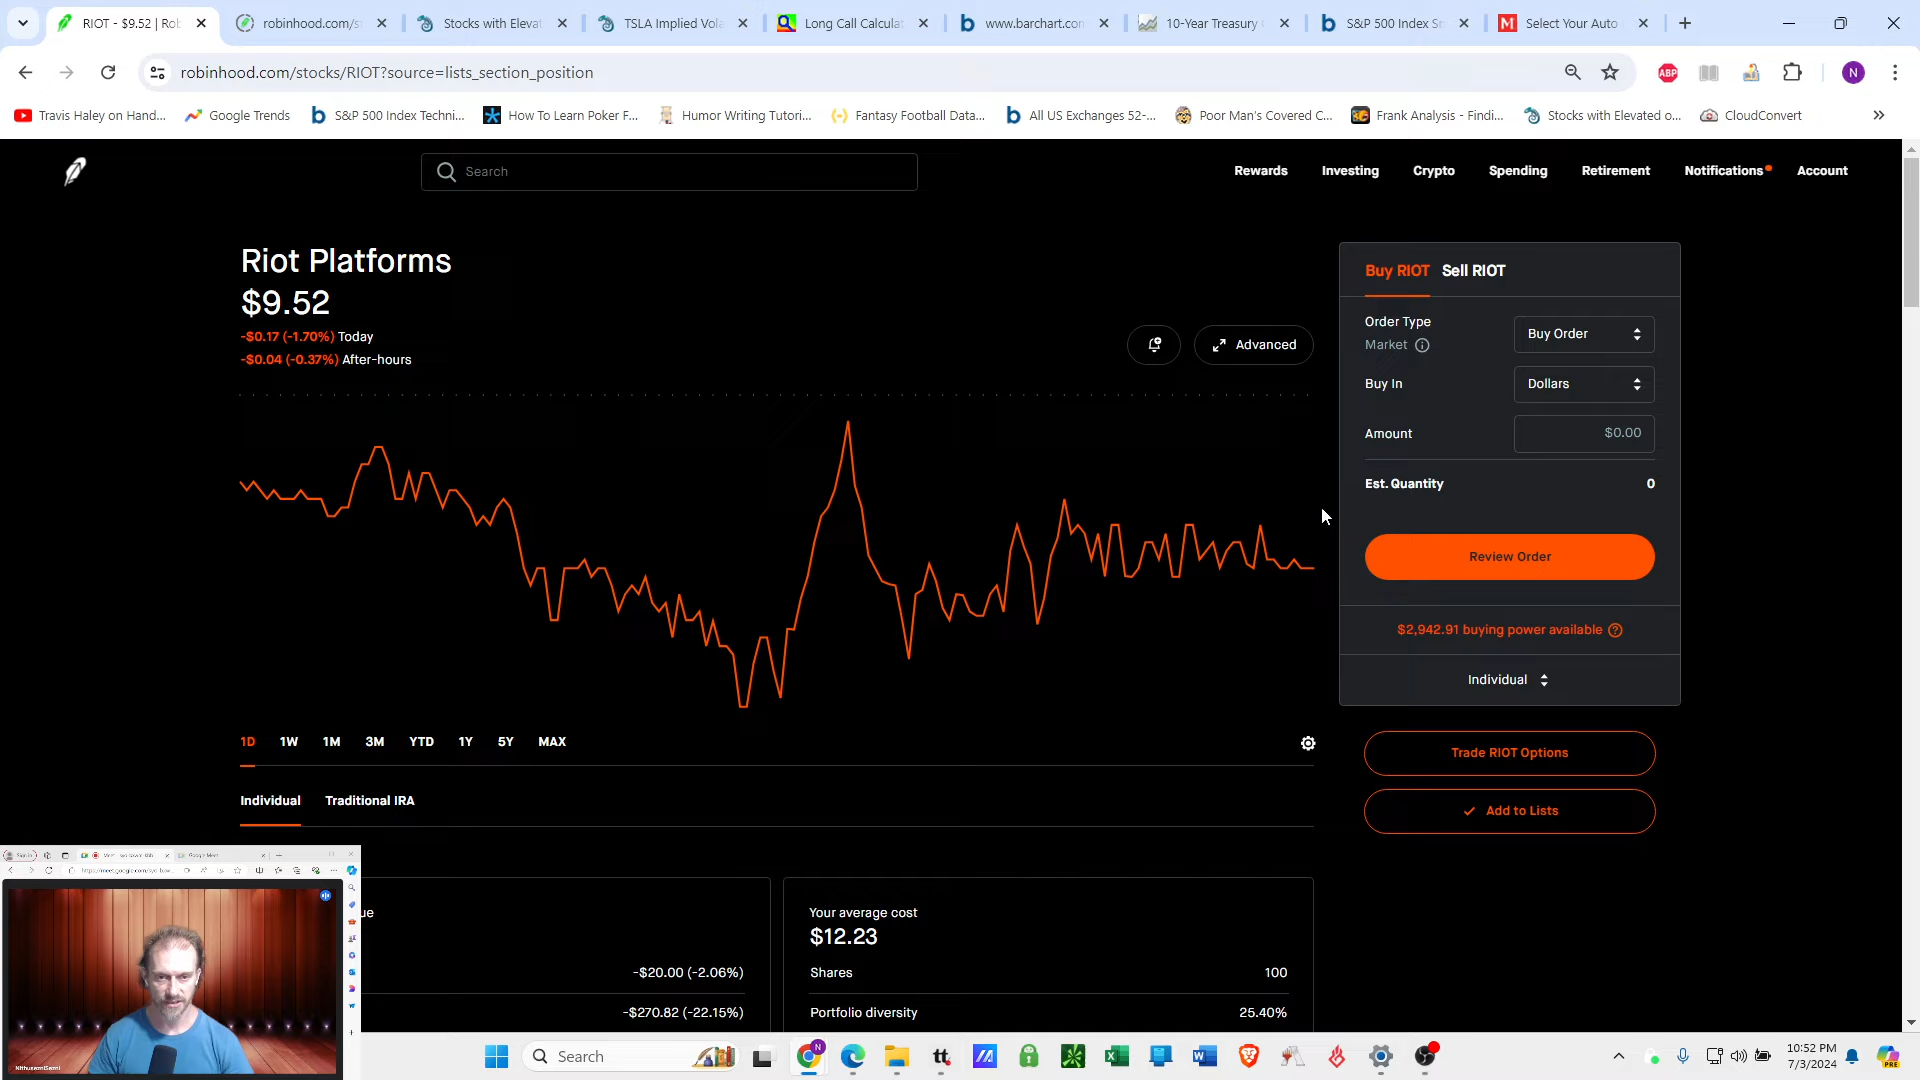 RIOT - $9.52 | Rob
robinhood.com/s
Stocks with Elevat
TSLA Implied Vola
Long Call Calculat
www.barchart.com
10-Year Treasury
S&P 500 Index Sn
Select Your Auto
robinhood.com/stocks/RIOT?source=lists_section_position
ABP
N
Travis Haley on Hand...
Google Trends
S&P 500 Index Techni...
How To Learn Poker F...
Humor Writing Tutori...
Fantasy Football Data...
All US Exchanges 52-...
Poor Man's Covered C...
Frank Analysis - Findi...
Stocks with Elevated o...
CloudConvert
Search
Rewards
Investing
Crypto
Spending
Retirement
Notifications
Account
Riot Platforms
$9.52
-$0.17 (-1.70%) Today
-$0.04 (-0.37%) After-hours
Advanced
Buy RIOT Sell RIOT
Order Type
Market
Buy Order
Buy In
Dollars
Amount
$0.00
Est. Quantity
0
Review Order
$2,942.91 buying power available
Individual
Trade RIOT Options
Add to Lists
1D 1W 1M 3M YTD 1Y 5Y MAX
Individual Traditional IRA
ue
-$20.00 (-2.06%)
-$270.82 (-22.15%)
Your average cost
$12.23
Shares
100
Portfolio diversity
25.40%
Sign in
Google Meet
Search
10:52 PM
7/3/2024
PRE